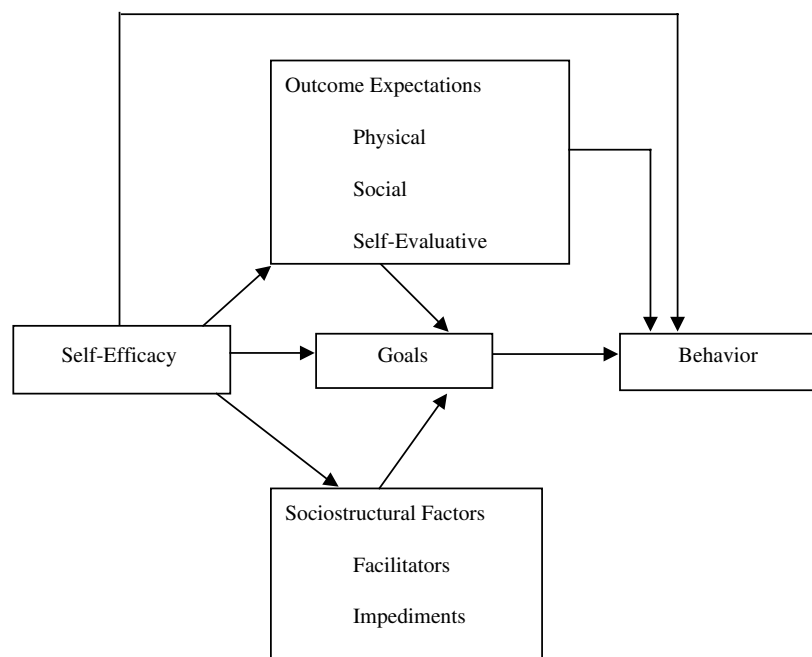 Outcome Expectations
Physical
Social
Self-Evaluative
Self-Efficacy
Goals
Behavior
Sociostructural Factors
Facilitators
Impediments